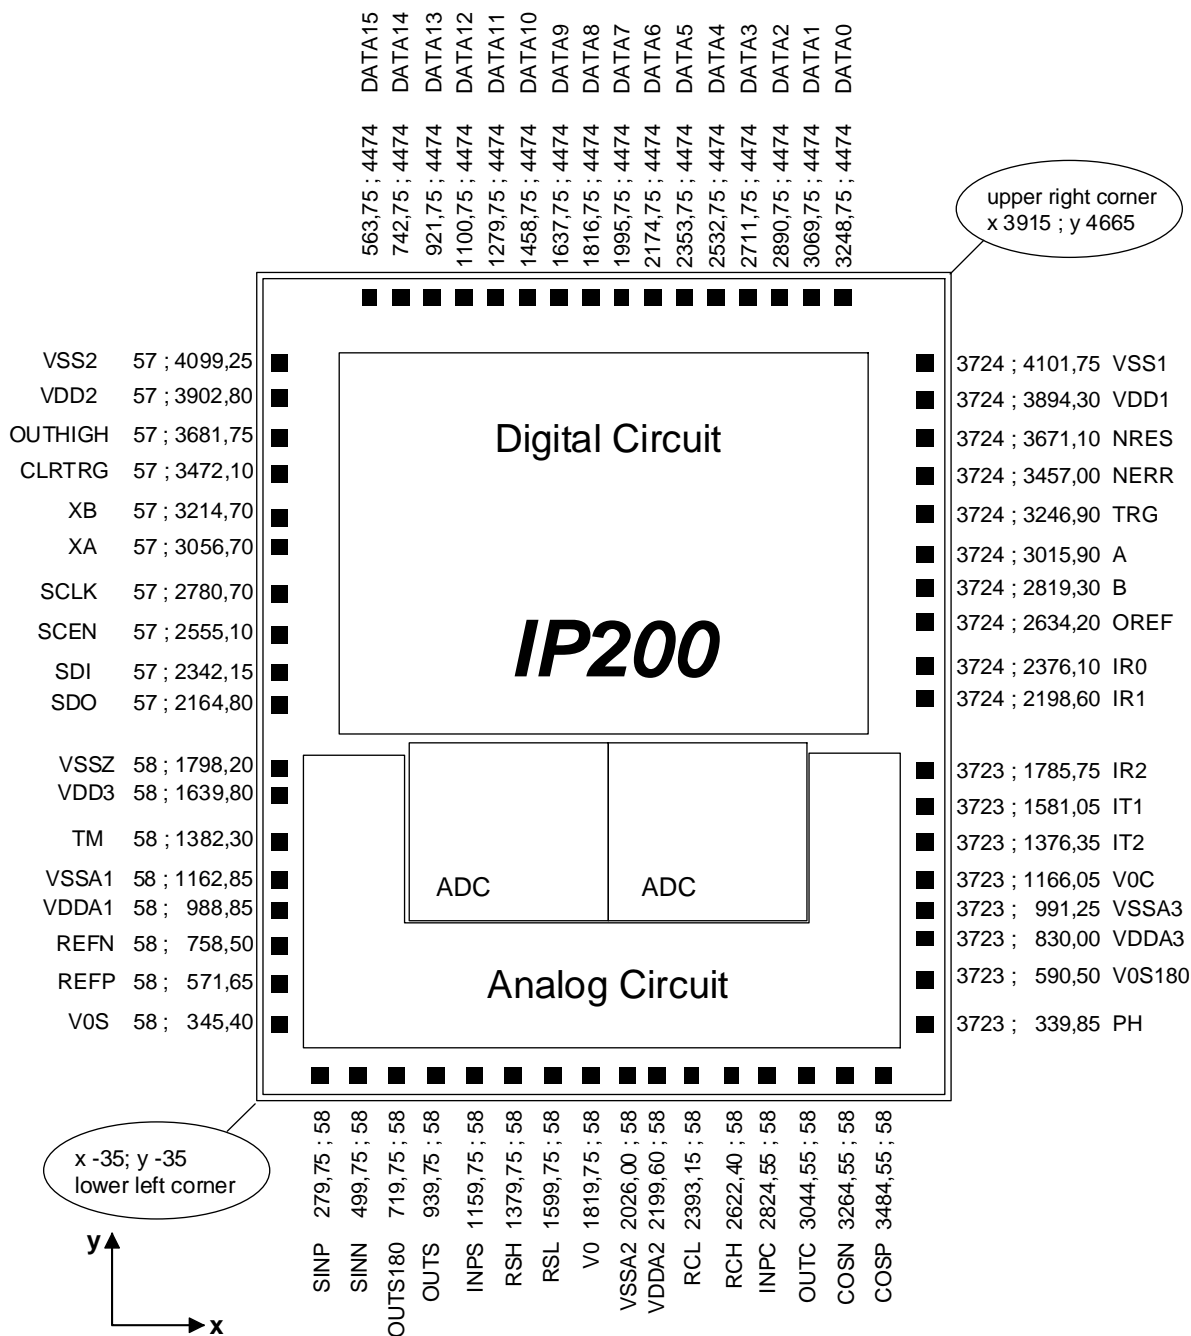 DATA15
DATA14
DATA13
DATA12
DATA11
DATA10
DATA9
DATA8
DATA7
DATA6
DATA5
DATA4
DATA3
DATA2
DATA1
DATA0
563,75 ; 4474
742,75 ; 4474
921,75 ; 4474
1100,75 ; 4474
1279,75 ; 4474
1458,75 ; 4474
1637,75 ; 4474
1816,75 ; 4474
1995,75 ; 4474
2174,75 ; 4474
2353,75 ; 4474
2532,75 ; 4474
2711,75 ; 4474
2890,75 ; 4474
3069,75 ; 4474
3248,75 ; 4474
upper right corner
x 3915 ; y 4665
VSS2 57 ; 4099,25
VDD2 57 ; 3902,80
OUTHIGH 57 ; 3681,75
CLRTRG 57 ; 3472,10
XB 57 ; 3214,70
XA 57 ; 3056,70
SCLK 57 ; 2780,70
SCEN 57 ; 2555,10
SDI 57 ; 2342,15
SDO 57 ; 2164,80
VSSZ 58 ; 1798,20
VDD3 58 ; 1639,80
TM 58 ; 1382,30
VSSA1 58 ; 1162,85
VDDA1 58 ; 988,85
REFN 58 ; 758,50
REFP 58 ; 571,65
V0S 58 ; 345,40
Digital Circuit
IP200
ADC
ADC
Analog Circuit
3724 ; 4101,75 VSS1
3724 ; 3894,30 VDD1
3724 ; 3671,10 NRES
3724 ; 3457,00 NERR
3724 ; 3246,90 TRG
3724 ; 3015,90 A
3724 ; 2819,30 B
3724 ; 2634,20 OREF
3724 ; 2376,10 IR0
3724 ; 2198,60 IR1
3723 ; 1785,75 IR2
3723 ; 1581,05 IT1
3723 ; 1376,35 IT2
3723 ; 1166,05 V0C
3723 ; 991,25 VSSA3
3723 ; 830,00 VDDA3
3723 ; 590,50 V0S180
3723 ; 339,85 PH
x -35; y -35
lower left corner
SINP 279,75 ; 58
SINN 499,75 ; 58
OUTS180 719,75 ; 58
OUTS 939,75 ; 58
INPS 1159,75 ; 58
RSH 1379,75 ; 58
RSL 1599,75 ; 58
V0 1819,75 ; 58
VSSA2 2026,00 ; 58
VDDA2 2199,60 ; 58
RCL 2393,15 ; 58
RCH 2622,40 ; 58
INPC 2824,55 ; 58
OUTC 3044,55 ; 58
COSN 3264,55 ; 58
COSP 3484,55 ; 58
y
x